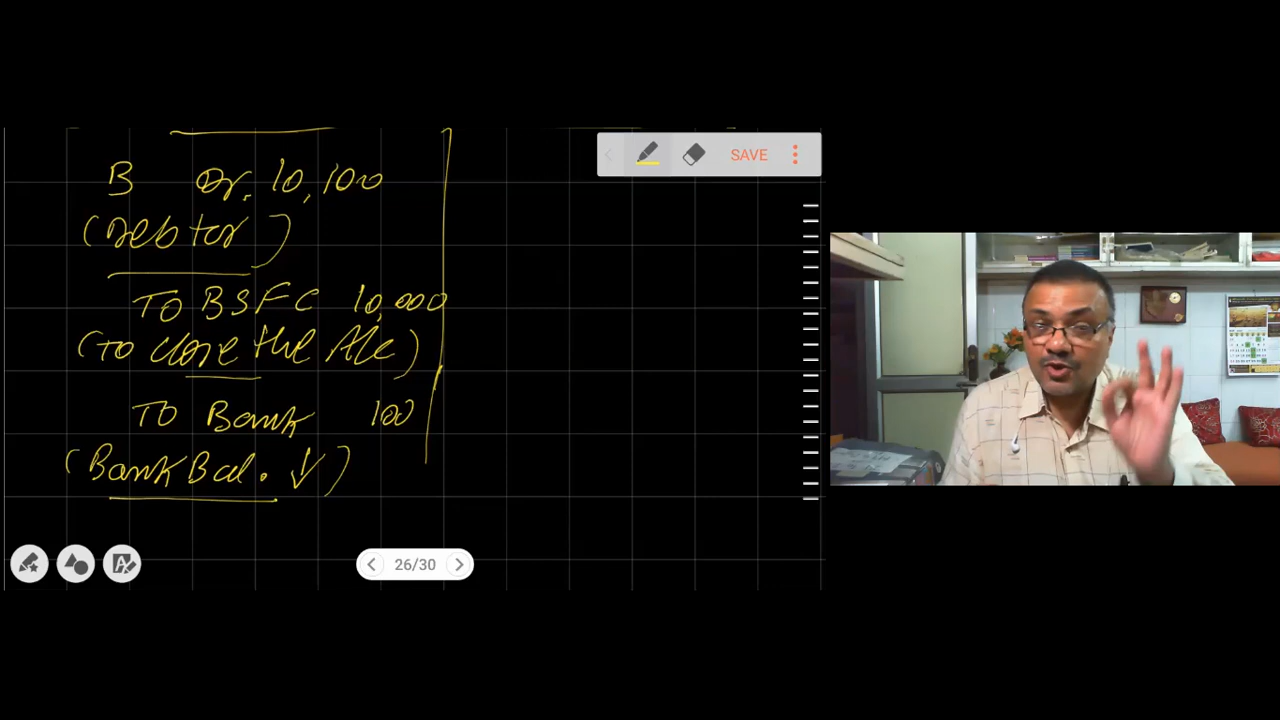 SAVE
B Dr. 10,100
(Debtor)
To BSFC 10,000
(To close the A/c)
To Bank 100
(Bank Bal. ↓)
26/30